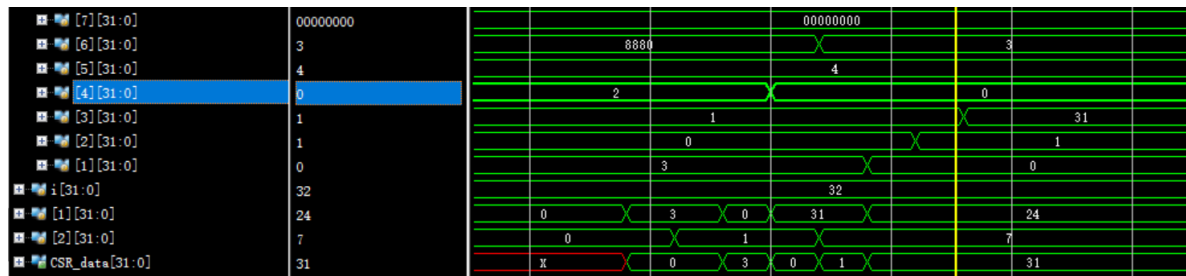 [7][31:0] 00000000 00000000
[6][31:0] 3 8880 3
[5][31:0] 4 4
[4][31:0] 0 2 0
[3][31:0] 1 1 31
[2][31:0] 1 0 1
[1][31:0] 0 3 0
i[31:0] 32 32
[1][31:0] 24 0 3 0 31 24
[2][31:0] 7 0 1 7
CSR_data[31:0] 31 X 0 3 0 1 31